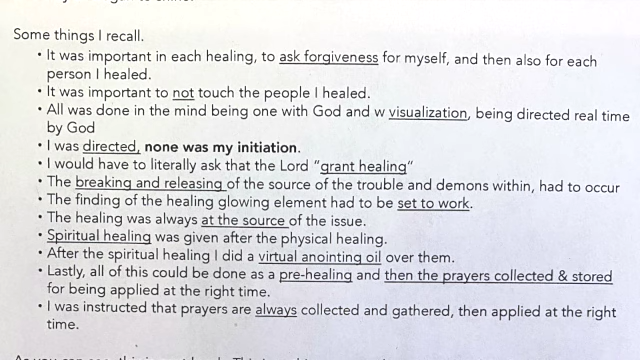 Some things I recall.
• It was important in each healing, to ask forgiveness for myself, and then also for each
person I healed.
• It was important to not touch the people I healed.
• All was done in the mind being one with God and w visualization, being directed real time
by God
• I was directed, none was my initiation.
• I would have to literally ask that the Lord “grant healing“
• The breaking and releasing of the source of the trouble and demons within, had to occur
• The finding of the healing glowing element had to be set to work.
• The healing was always at the source of the issue.
• Spiritual healing was given after the physical healing.
• After the spiritual healing I did a virtual anointing oil over them.
• Lastly, all of this could be done as a pre-healing and then the prayers collected & stored
for being applied at the right time.
• I was instructed that prayers are always collected and gathered, then applied at the right
time.